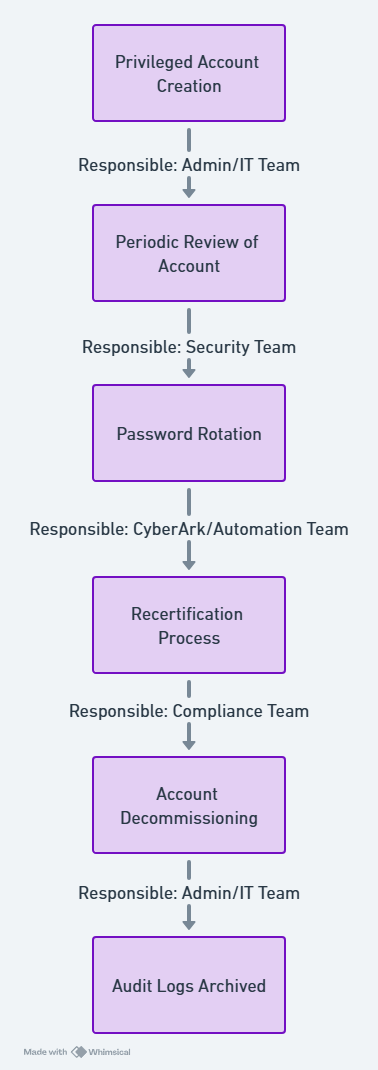 Privileged Account
Creation
Responsible: Admin/IT Team
Periodic Review of
Account
Responsible: Security Team
Password Rotation
Responsible: CyberArk/Automation Team
Recertification
Process
Responsible: Compliance Team
Account
Decommissioning
Responsible: Admin/IT Team
Audit Logs Archived
Made with Whimsical